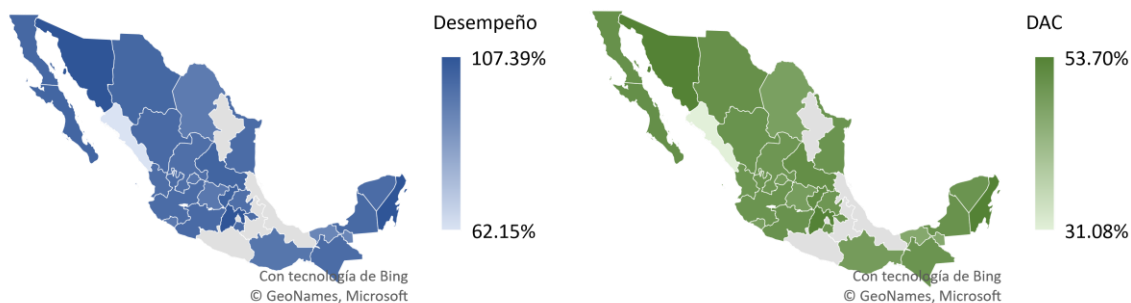 Desempeño
107.39%
62.15%
Con tecnología de Bing
© GeoNames, Microsoft
DAC
53.70%
31.08%
Con tecnología de Bing
© GeoNames, Microsoft